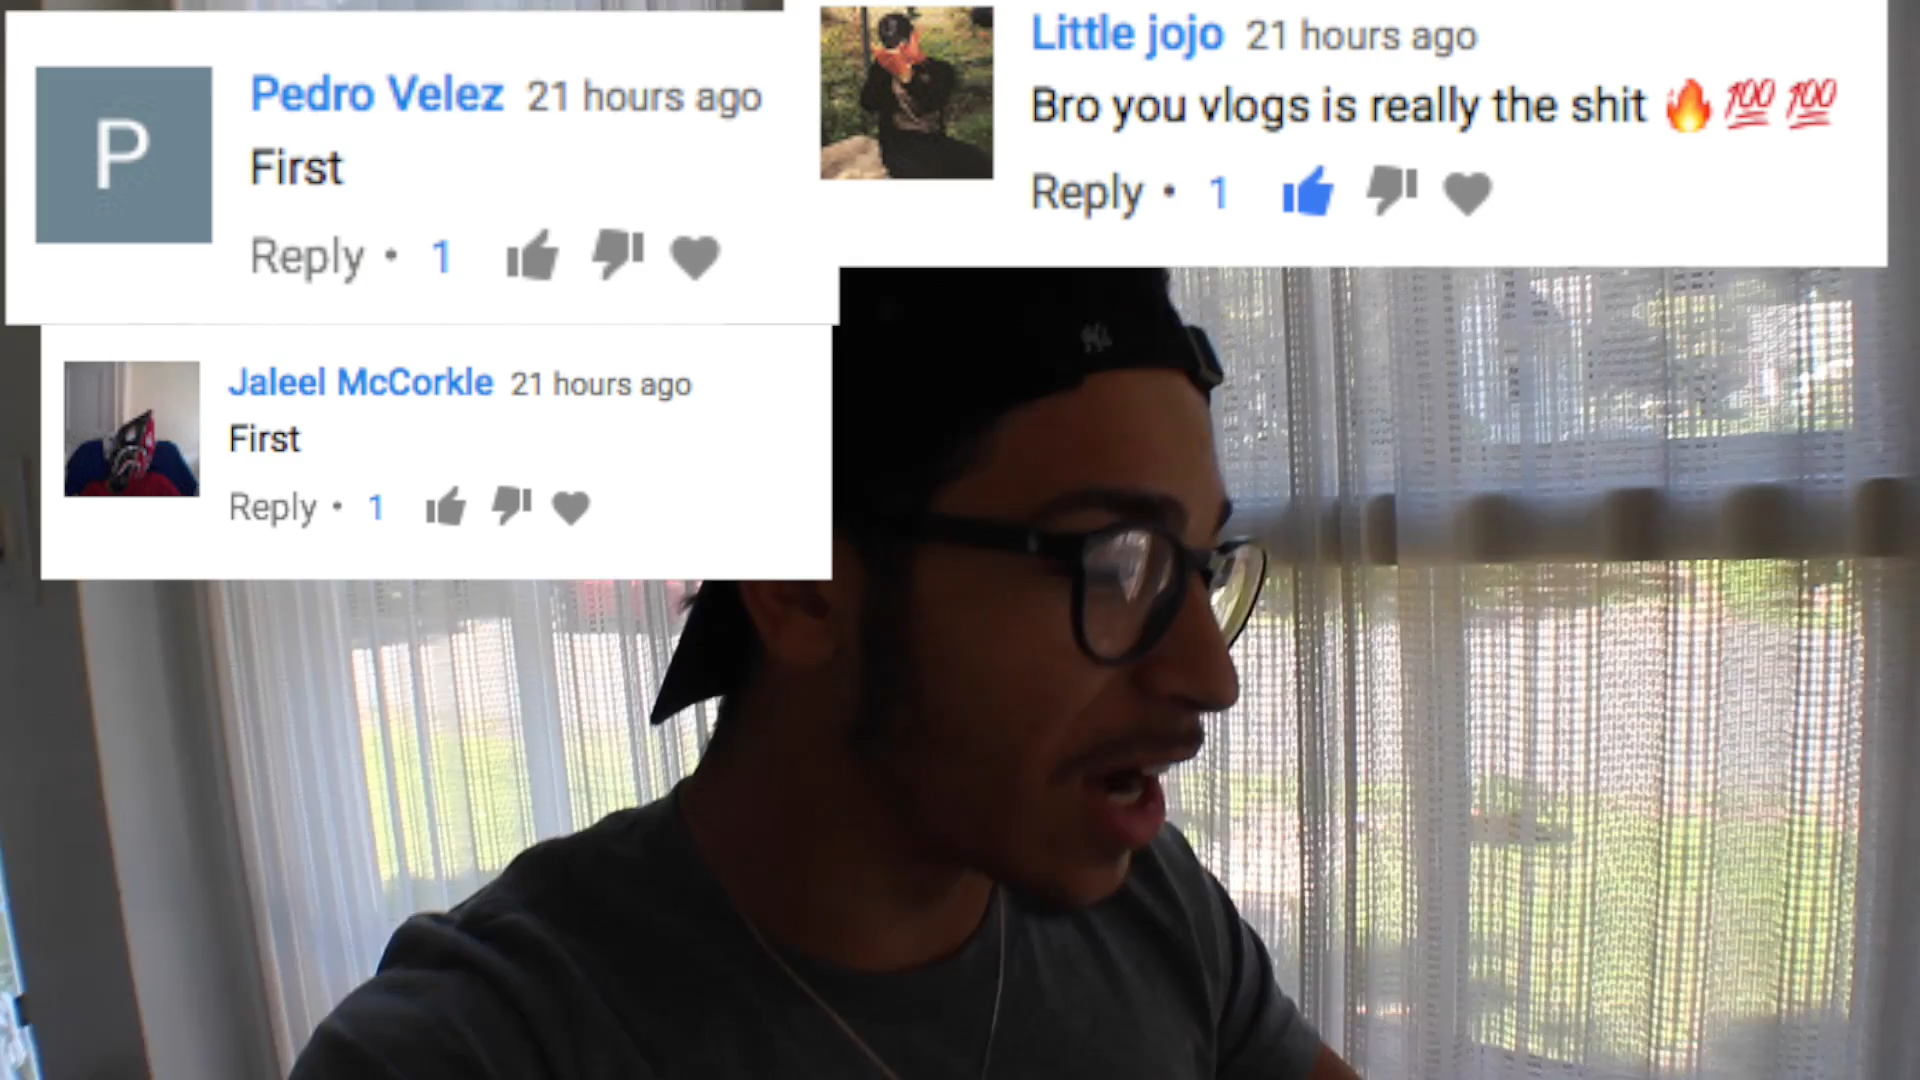 P
Pedro Velez 21 hours ago
First
Reply • 1
Little jojo 21 hours ago
Bro you vlogs is really the shit 🔥💯💯
Reply • 1
Jaleel McCorkle 21 hours ago
First
Reply • 1
NY